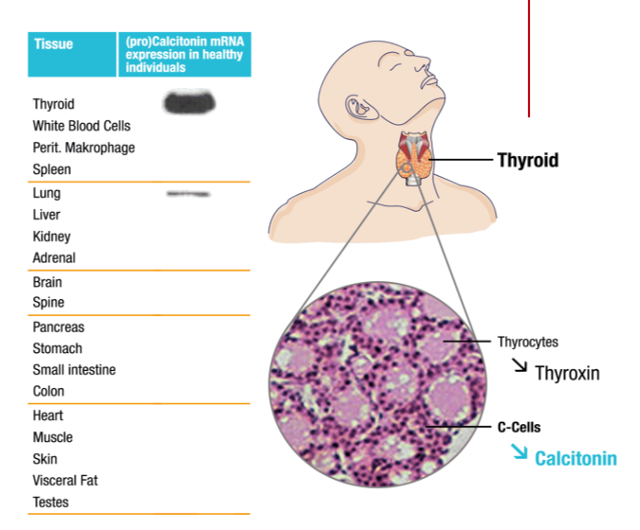 Tissue
(pro)Calcitonin mRNA
expression in healthy
individuals
Thyroid
White Blood Cells
Perit. Makrophage
Spleen
Lung
Liver
Kidney
Adrenal
Brain
Spine
Pancreas
Stomach
Small intestine
Colon
Heart
Muscle
Skin
Visceral Fat
Testes
Thyroid
Thyrocytes
Thyroxin
C-Cells
Calcitonin